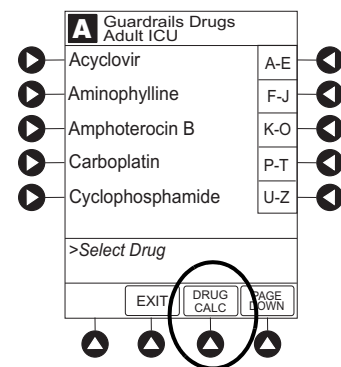 A Guardrails Drugs
Adult ICU
Acyclovir A-E
Aminophylline F-J
Amphoterocin B K-O
Carboplatin P-T
Cyclophosphamide U-Z
>Select Drug
EXIT DRUG CALC PAGE DOWN